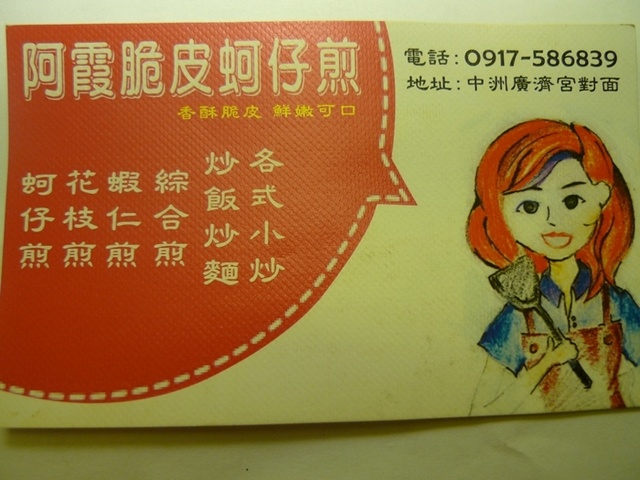 阿霞脆皮蚵仔煎
香酥脆皮 鮮嫩可口
電話:0917-586839
地址:中洲廣濟宮對面
各式小炒
炒飯炒麵
綜合煎
蝦仁煎
花枝煎
蚵仔煎